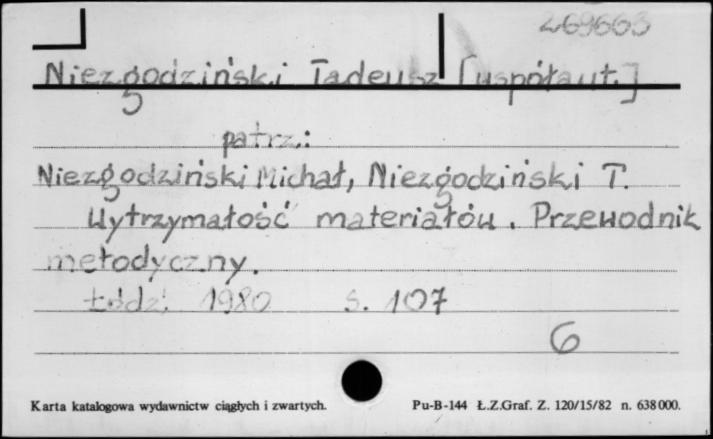 269663
Niezgodziński Tadeusz [współaut.]
patrz:
Niezgodziński Michał, Niezgodziński T.
Wytrzymałość materiałów. Przewodnik
metodyczny.
Łódź 1980 s. 107
6
Karta katalogowa wydawnictw ciągłych i zwartych. Pu-B-144 Ł.Z.Graf. Z. 120/15/82 n. 638000.